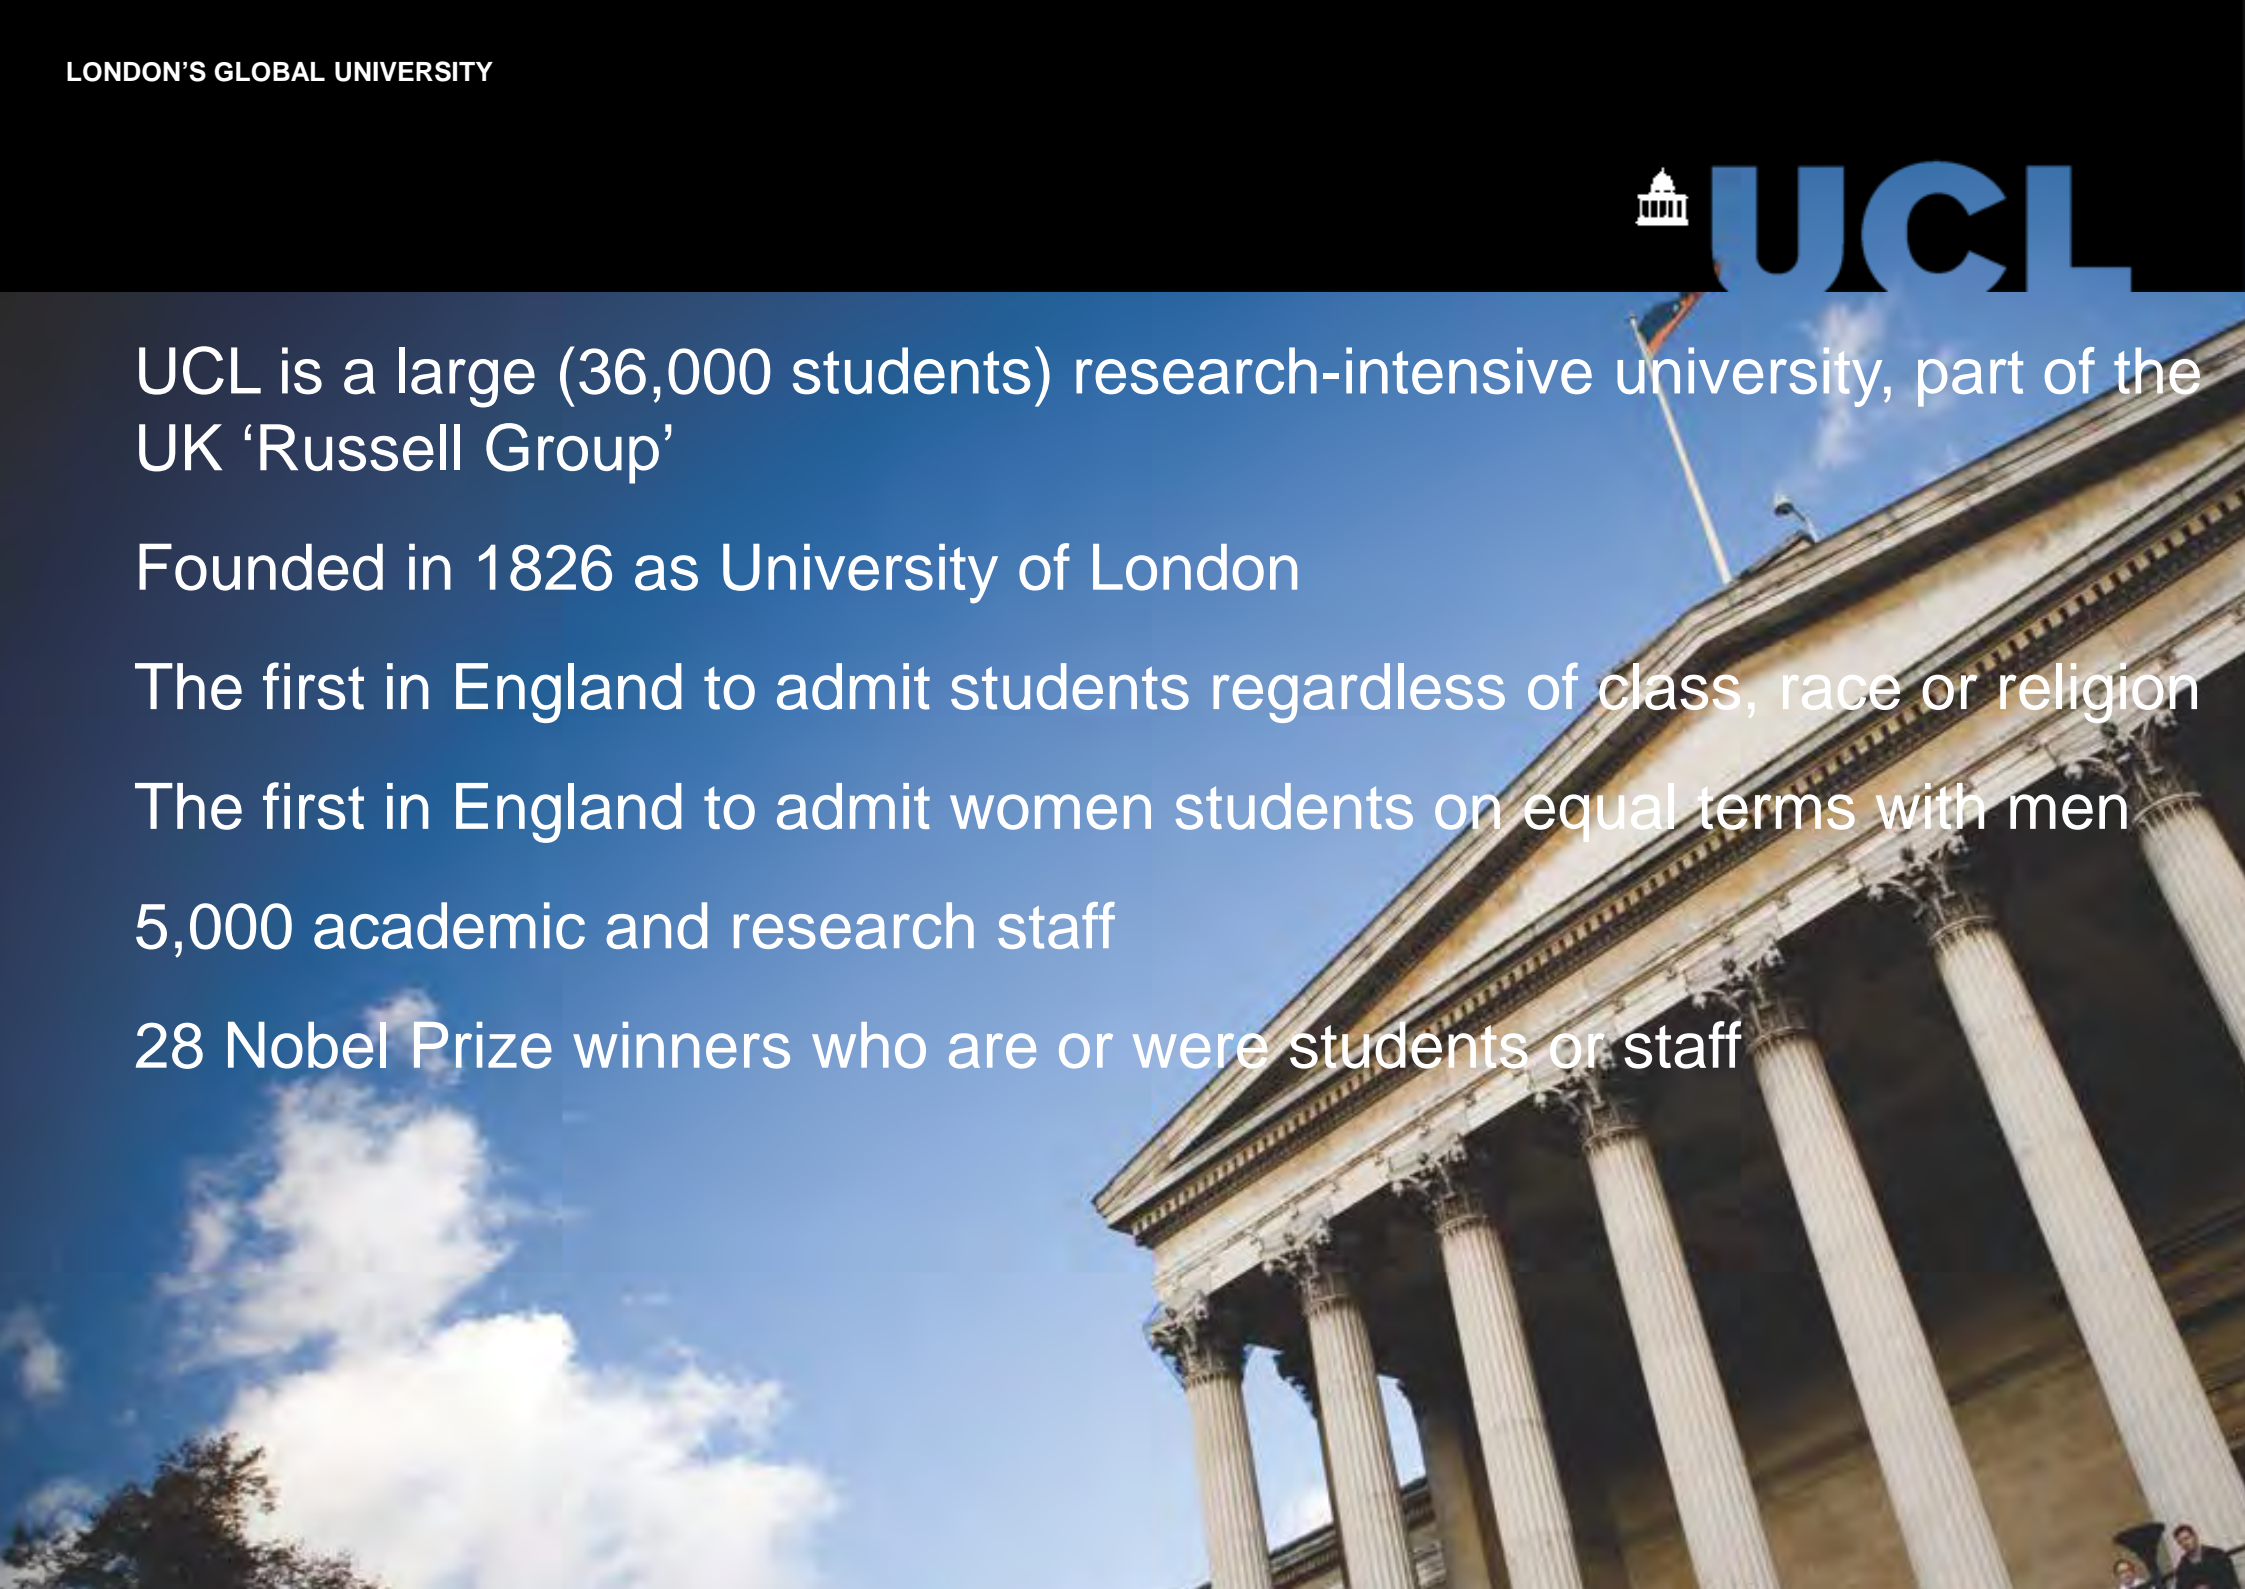 LONDON’S GLOBAL UNIVERSITY
UCL
UCL is a large (36,000 students) research-intensive university, part of the
UK ‘Russell Group’
Founded in 1826 as University of London
The first in England to admit students regardless of class, race or religion
The first in England to admit women students on equal terms with men
5,000 academic and research staff
28 Nobel Prize winners who are or were students or staff